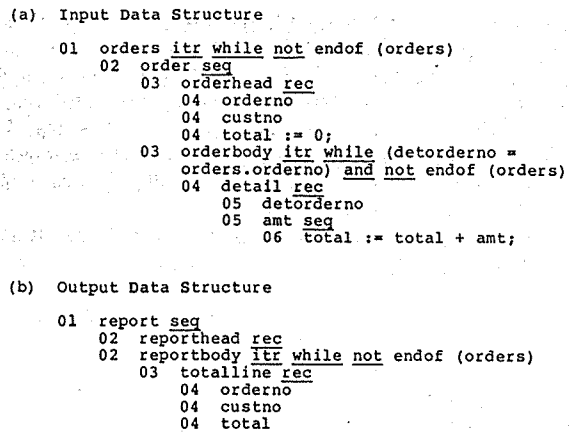 (a) Input Data Structure
01 orders itr while not endof (orders)
02 order seq
03 orderhead rec
04 orderno
04 custno
04 total := 0;
03 orderbody itr while (detorderno =
orders.orderno) and not endof (orders)
04 detail rec
05 detorderno
05 amt seq
06 total := total + amt;
(b) Output Data Structure
01 report seq
02 reporthead rec
02 reportbody itr while not endof (orders)
03 totalline rec
04 orderno
04 custno
04 total